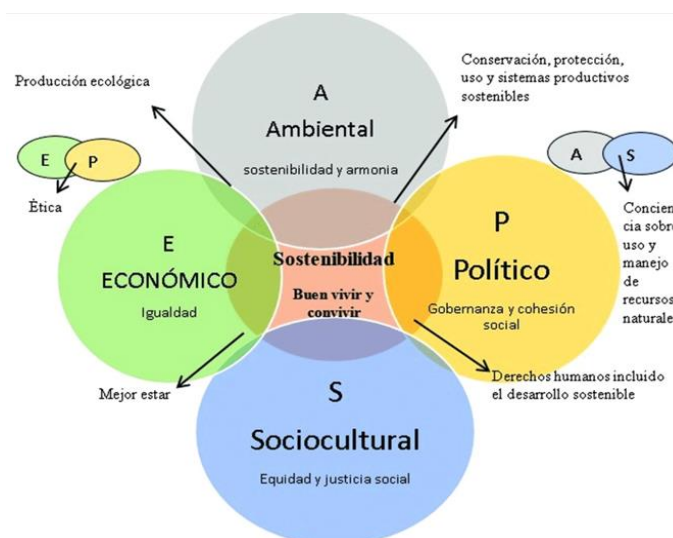 Producción ecológica
Conservación, protección,
uso y sistemas productivos
sostenibles
A
Ambiental
sostenibilidad y armonia
E
P
Ética
A
S
Concien
cia sobre
uso y
manejo
de
recursos
naturale
E
ECONÓMICO
Igualdad
Sostenibilidad
Buen vivir y
convivir
P
Político
Gobernanza y cohesión
social
Mejor estar
Derechos humanos incluido
el desarrollo sostenible
S
Sociocultural
Equidad y justicia social